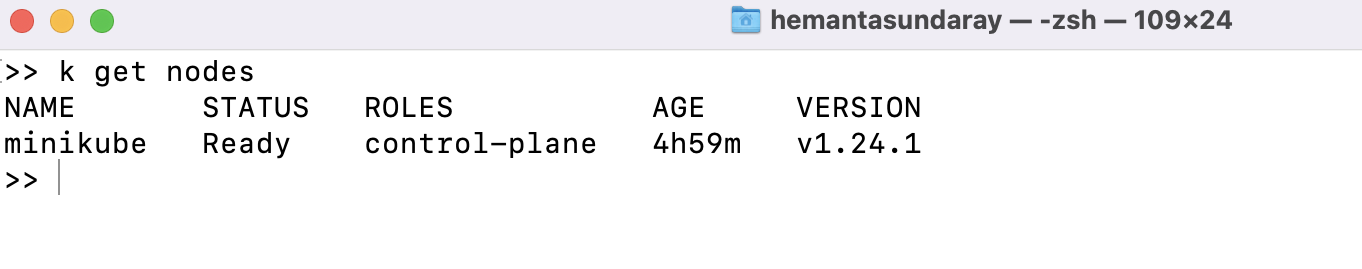 hemantasundaray — -zsh — 109×24
>> k get nodes
NAME       STATUS   ROLES           AGE     VERSION
minikube   Ready    control-plane   4h59m   v1.24.1
>>